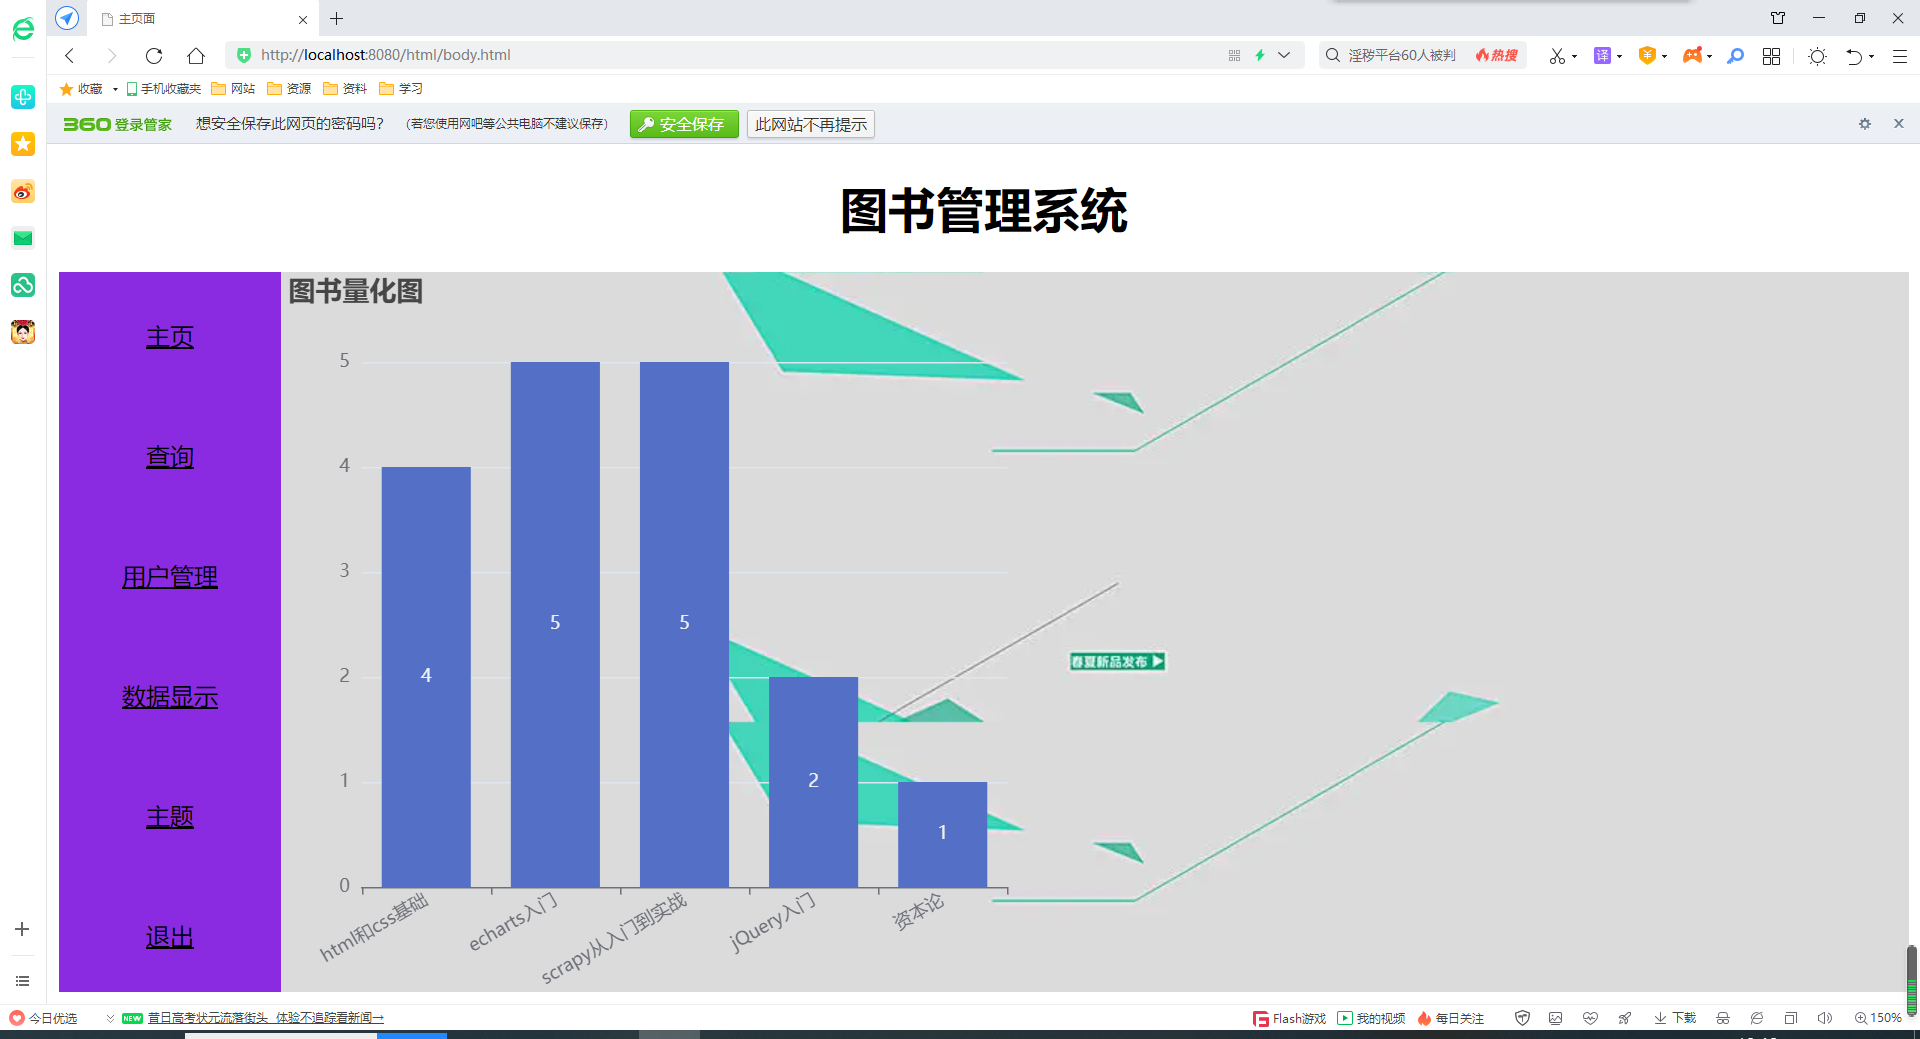 主页面
http://localhost:8080/html/body.html
淫秽平台60人被判
热搜
译
收藏
手机收藏夹
网站
资源
资料
学习
360登录管家
想安全保存此网页的密码吗?
(若您使用网吧等公共电脑不建议保存)
安全保存
此网站不再提示
图书管理系统
主页
查询
用户管理
数据显示
主题
退出
图书量化图
5
4
3
2
1
0
4
5
5
2
1
html和css基础
echarts入门
scrapy从入门到实战
jQuery入门
资本论
春夏新品发布
今日优选
NEW
昔日高考状元流落街头 体验不追踪看新闻→
Flash游戏
我的视频
每日关注
下载
150%